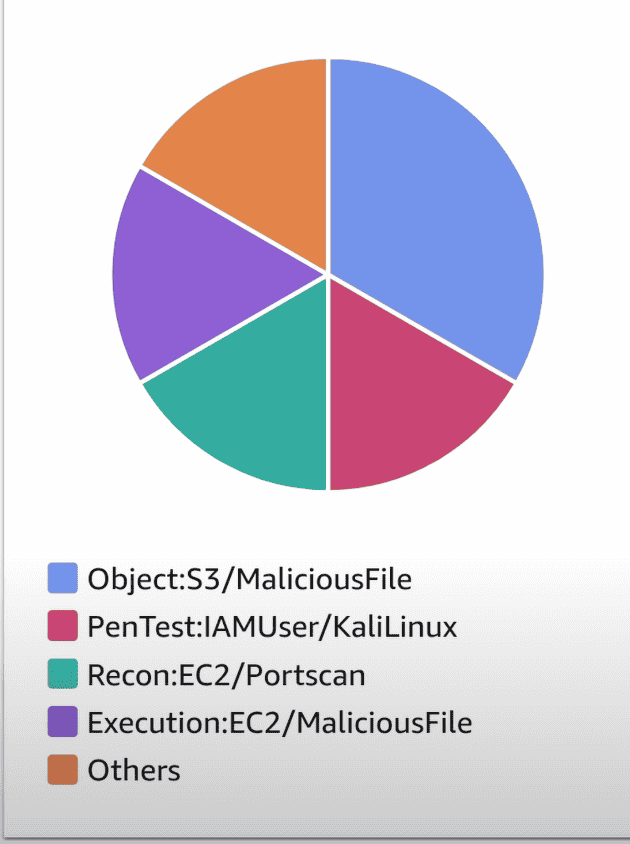 Object:S3/MaliciousFile
PenTest:IAMUser/KaliLinux
Recon:EC2/Portscan
Execution:EC2/MaliciousFile
Others